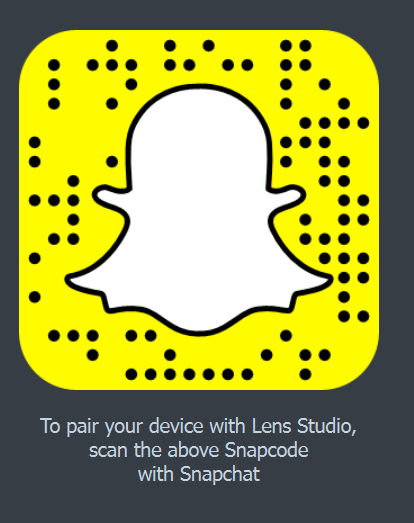 To pair your device with Lens Studio,
scan the above Snapcode
with Snapchat